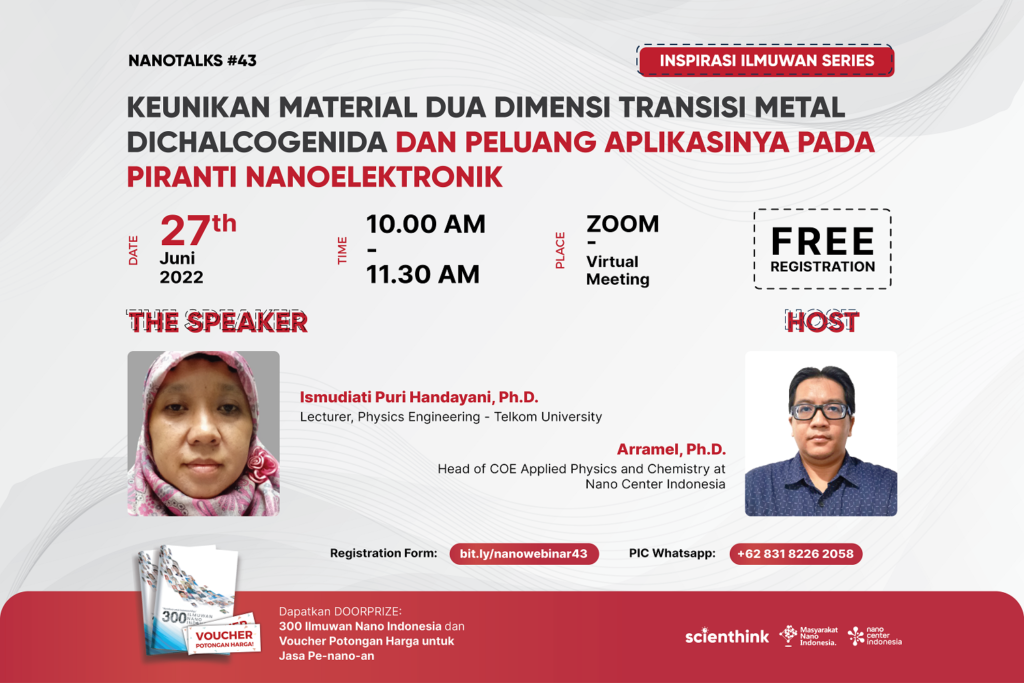 NANOTALKS #43
INSPIRASI ILMUWAN SERIES
KEUNIKAN MATERIAL DUA DIMENSI TRANSISI METAL
DICHALCOGENIDA DAN PELUANG APLIKASINYA PADA
PIRANTI NANOELEKTRONIK
DATE
27th
Juni
2022
TIME
10.00 AM
-
11.30 AM
PLACE
ZOOM
-
Virtual
Meeting
FREE
REGISTRATION
THE SPEAKER
HOST
Ismudiati Puri Handayani, Ph.D.
Lecturer, Physics Engineering - Telkom University
Arramel, Ph.D.
Head of COE Applied Physics and Chemistry at
Nano Center Indonesia
Registration Form:
bit.ly/nanowebinar43
PIC Whatsapp:
+62 831 8226 2058
300
VOUCHER
POTONGAN HARGA!
Dapatkan DOORPRIZE:
300 Ilmuwan Nano Indonesia dan
Voucher Potongan Harga untuk
Jasa Pe-nano-an
scienthink
Masyarakat
Nano
Indonesia.
nano
center
indonesia